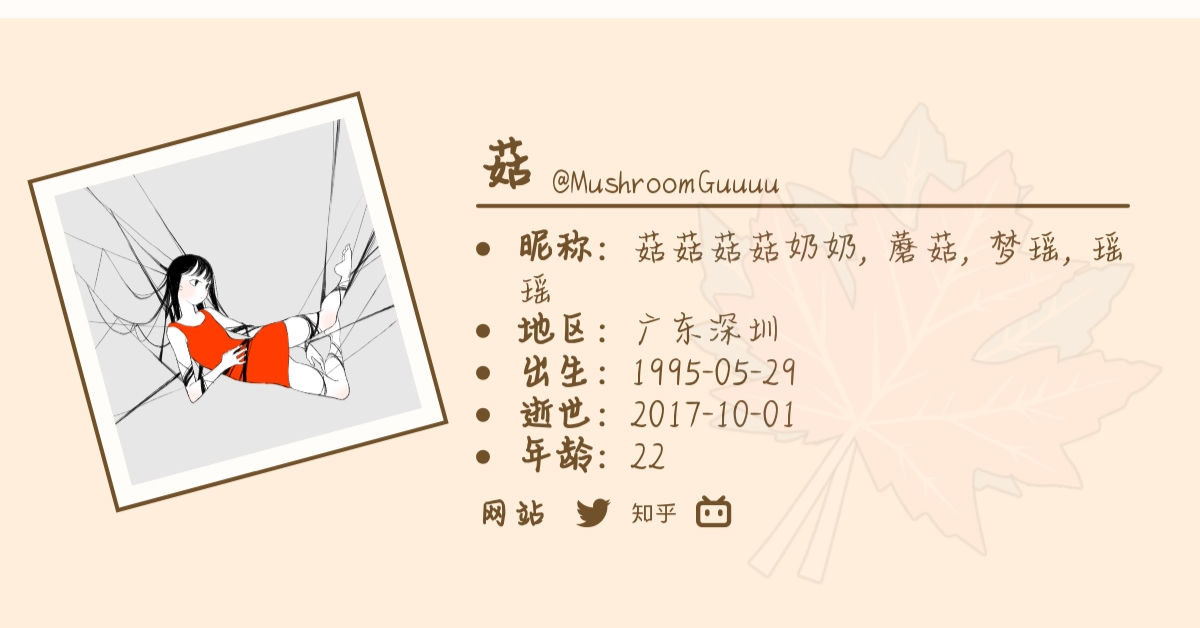 菇 @MushroomGuuuu
昵称： 菇菇菇菇奶奶, 蘑菇, 梦瑶, 瑶
瑶
地区： 广东深圳
出生： 1995-05-29
逝世： 2017-10-01
年龄： 22
网站 知乎